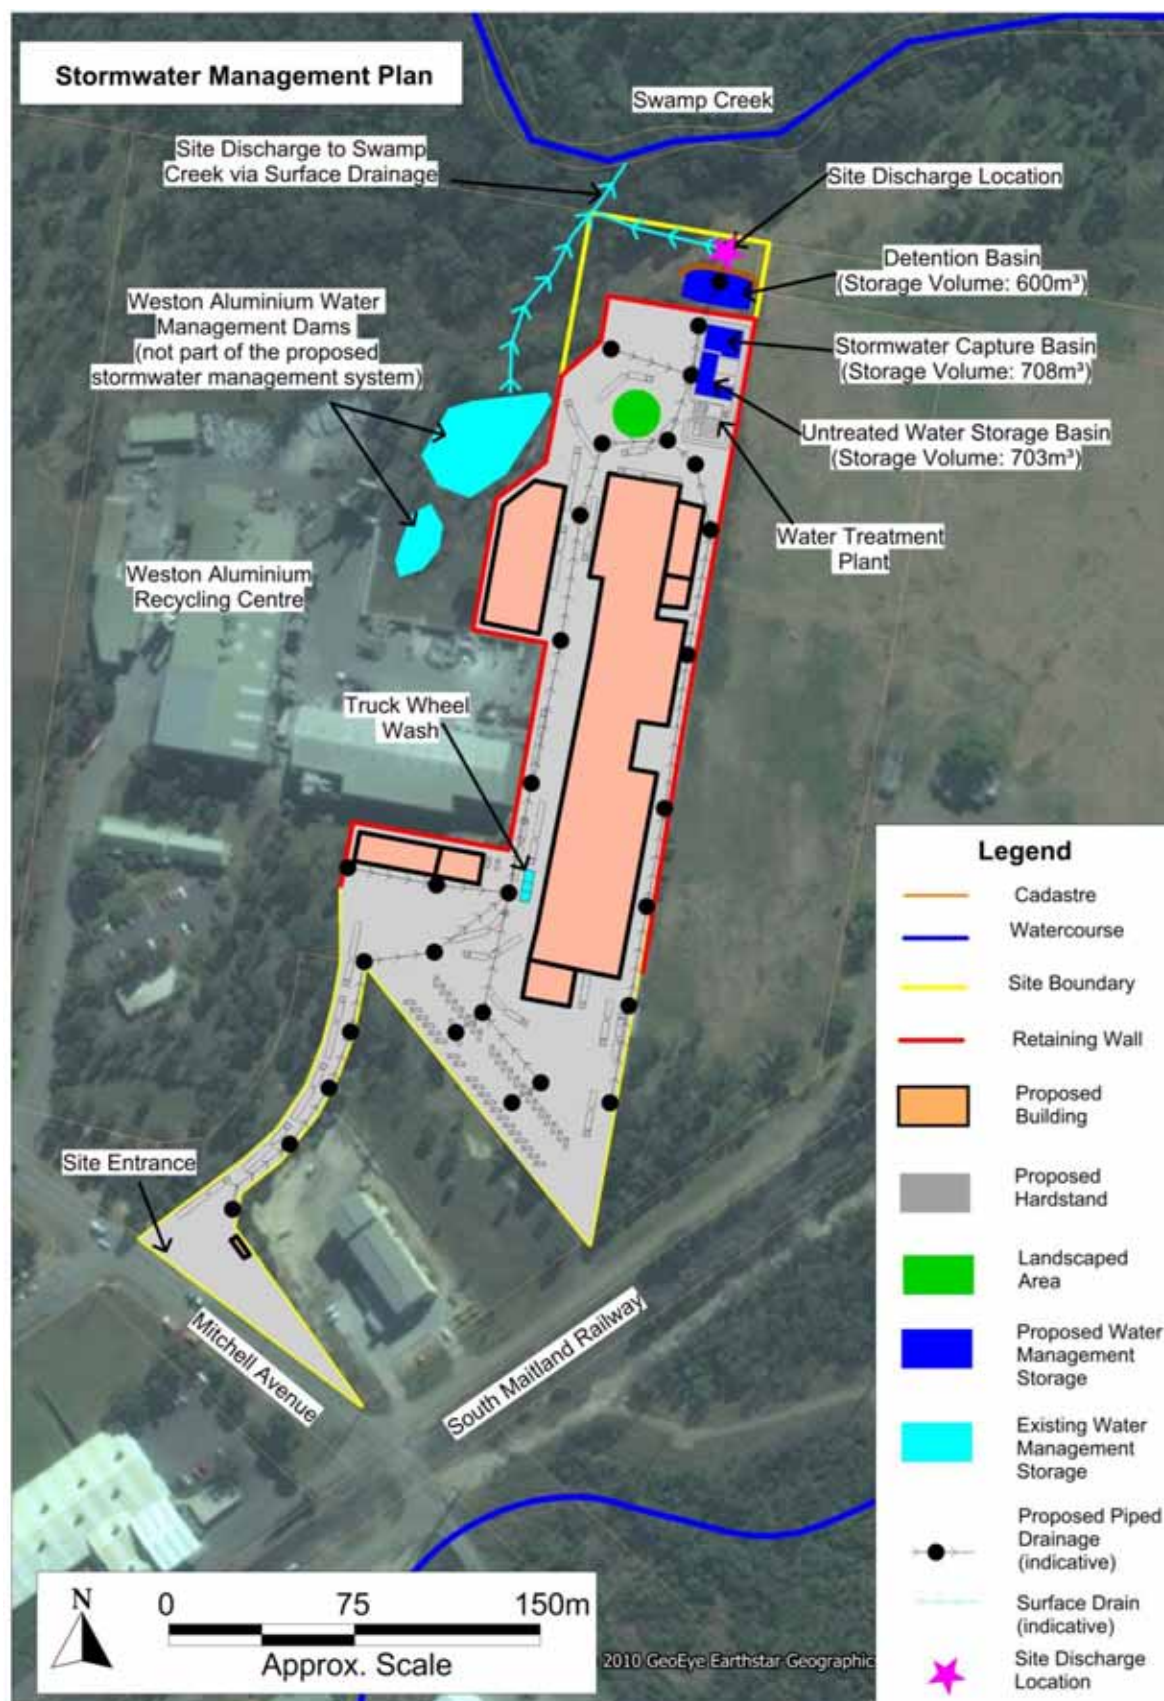 Stormwater Management Plan
Swamp Creek
Site Discharge to Swamp
Creek via Surface Drainage
Site Discharge Location
Detention Basin
(Storage Volume: 600m³)
Weston Aluminium Water
Management Dams
(not part of the proposed
stormwater management system)
Stormwater Capture Basin
(Storage Volume: 708m³)
Untreated Water Storage Basin
(Storage Volume: 703m³)
Water Treatment
Plant
Weston Aluminium
Recycling Centre
Truck Wheel
Wash
Site Entrance
Mitchell Avenue
South Maitland Railway
Legend
Cadastre
Watercourse
Site Boundary
Retaining Wall
Proposed
Building
Proposed
Hardstand
Landscaped
Area
Proposed Water
Management
Storage
Existing Water
Management
Storage
Proposed Piped
Drainage
(indicative)
Surface Drain
(indicative)
Site Discharge
Location
N
0 75 150m
Approx. Scale
2010 GeoEye Earthstar Geographics